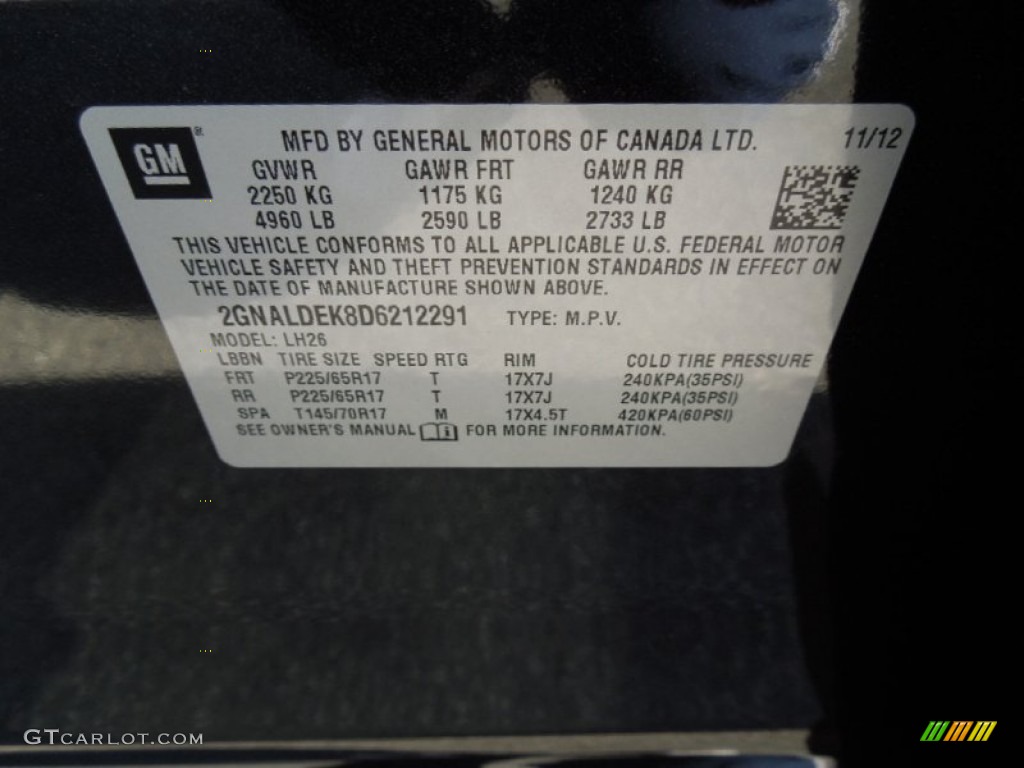 GM ®
MFD BY GENERAL MOTORS OF CANADA LTD. 11/12
GVWR GAWR FRT GAWR RR
2250 KG 1175 KG 1240 KG
4960 LB 2590 LB 2733 LB
THIS VEHICLE CONFORMS TO ALL APPLICABLE U.S. FEDERAL MOTOR
VEHICLE SAFETY AND THEFT PREVENTION STANDARDS IN EFFECT ON
THE DATE OF MANUFACTURE SHOWN ABOVE.
2GNALDEK8D6212291 TYPE: M.P.V.
MODEL: LH26
LBBN TIRE SIZE SPEED RTG RIM COLD TIRE PRESSURE
FRT P225/65R17 T 17X7J 240KPA(35PSI)
RR P225/65R17 T 17X7J 240KPA(35PSI)
SPA T145/70R17 M 17X4.5T 420KPA(60PSI)
SEE OWNER'S MANUAL FOR MORE INFORMATION.
GTCARLOT.COM